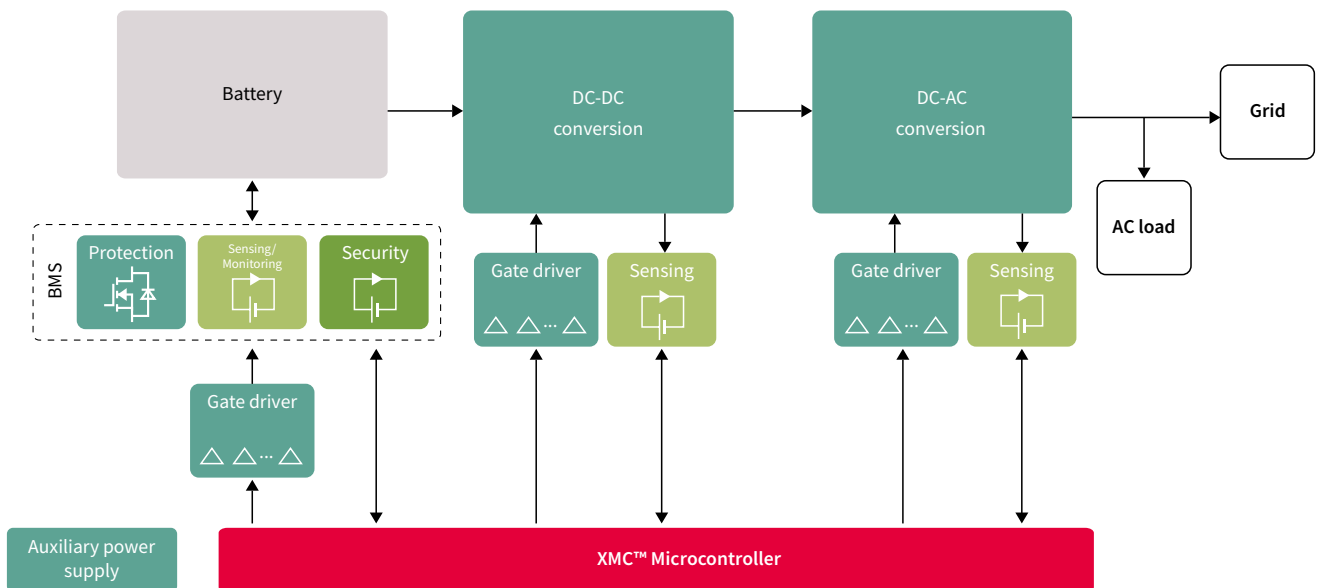 Battery
DC-DC
conversion
DC-AC
conversion
Grid
AC load
BMS
Protection
Sensing/
Monitoring
Security
Gate driver
...
Sensing
Gate driver
...
Sensing
Gate driver
...
Auxiliary power
supply
XMC™ Microcontroller